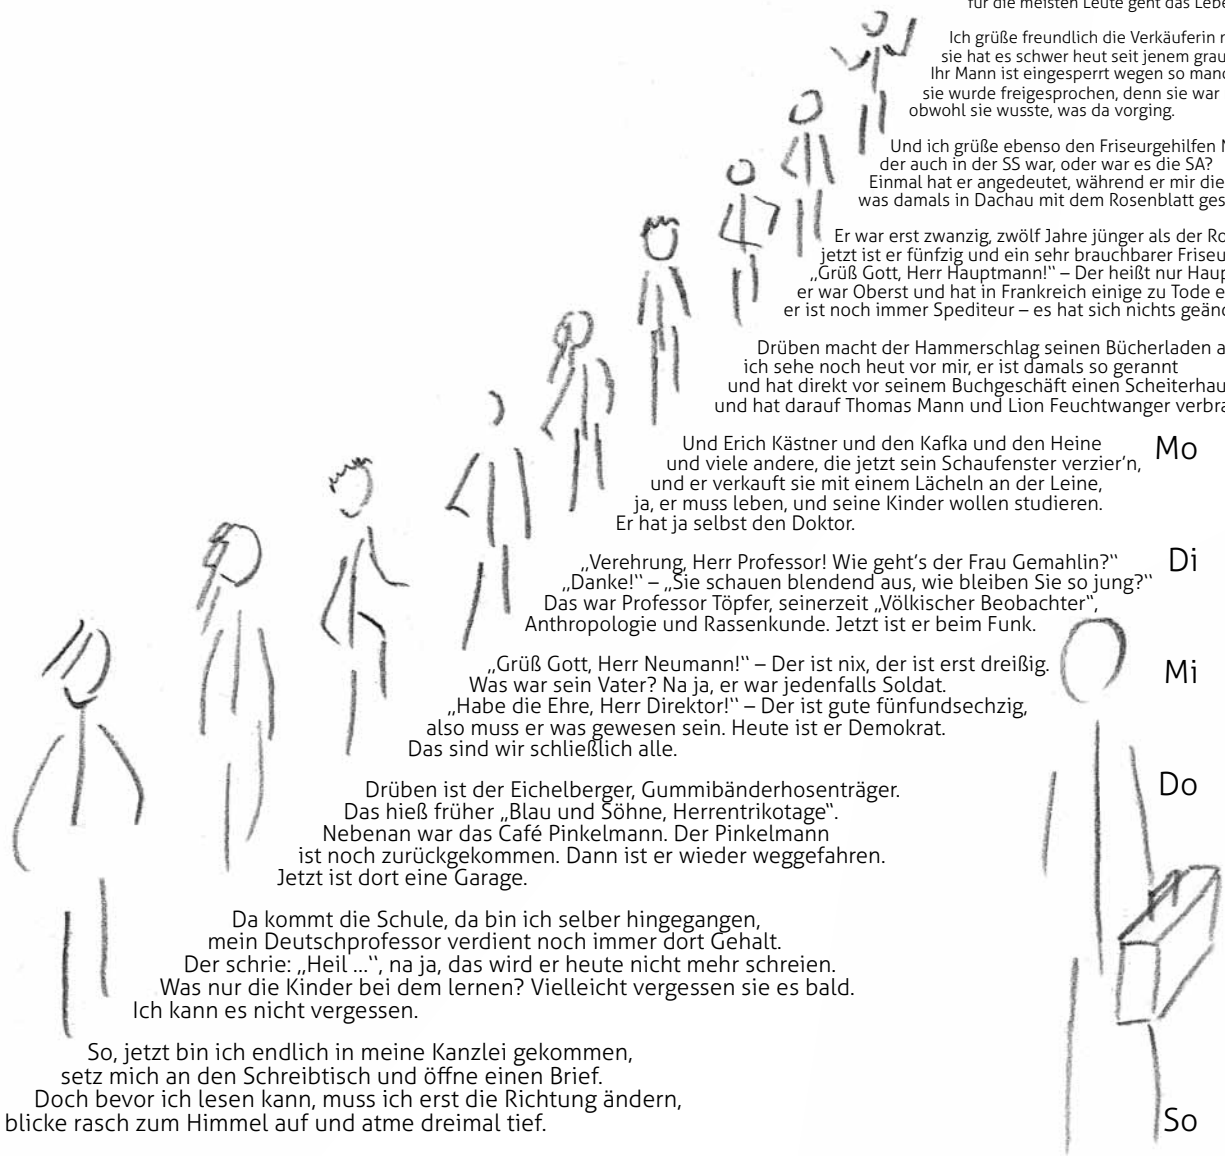 für die meisten Leute geht das
Ich grüße freundlich die Verkäuferin
sie hat es schwer heut seit jenem
Ihr Mann ist eingesperrt wegen so
sie wurde freigesprochen, denn sie war
obwohl sie wusste, was da vorging.
Und ich grüße ebenso den Friseurgehilfen
der auch in der SS war, oder war es die SA?
Einmal hat er angedeutet, während er mir die
was damals in Dachau mit dem Rosenblatt
Er war erst zwanzig, zwölf Jahre jünger als der
jetzt ist er fünfzig und ein sehr brauchbarer
„Grüß Gott, Herr Hauptmann!“ – Der heißt nur
er war Oberst und hat in Frankreich einige zu Tode
er ist noch immer Spediteur – es hat sich nichts
Drüben macht der Hammerschlag seinen Bücherladen
ich sehe noch heut vor mir, er ist damals so gerannt
und hat direkt vor seinem Buchgeschäft einen
und hat darauf Thomas Mann und Lion Feuchtwanger
Und Erich Kästner und den Kafka und den Heine
und viele andere, die jetzt sein Schaufenster verzier’n,
und er verkauft sie mit einem Lächeln an der Leine,
ja, er muss leben, und seine Kinder wollen studieren.
Er hat ja selbst den Doktor.
Mo
„Verehrung, Herr Professor! Wie geht’s der Frau Gemahlin?“
„Danke!“ – „Sie schauen blendend aus, wie bleiben Sie so jung?“
Das war Professor Töpfer, seinerzeit „Völkischer Beobachter“,
Anthropologie und Rassenkunde. Jetzt ist er beim Funk.
Di
„Grüß Gott, Herr Neumann!“ – Der ist nix, der ist erst dreißig.
Was war sein Vater? Na ja, er war jedenfalls Soldat.
„Habe die Ehre, Herr Direktor!“ – Der ist gute fünfundsechzig,
also muss er was gewesen sein. Heute ist er Demokrat.
Das sind wir schließlich alle.
Mi
Drüben ist der Eichelberger, Gummibänderhosenträger.
Das hieß früher „Blau und Söhne, Herrentrikotage“.
Nebenan war das Café Pinkelmann. Der Pinkelmann
ist noch zurückgekommen. Dann ist er wieder weggefahren.
Jetzt ist dort eine Garage.
Do
Da kommt die Schule, da bin ich selber hingegangen,
mein Deutschprofessor verdient noch immer dort Gehalt.
Der schrie: „Heil ...“, na ja, das wird er heute nicht mehr schreien.
Was nur die Kinder bei dem lernen? Vielleicht vergessen sie es bald.
Ich kann es nicht vergessen.
So, jetzt bin ich endlich in meine Kanzlei gekommen,
setz mich an den Schreibtisch und öffne einen Brief.
Doch bevor ich lesen kann, muss ich erst die Richtung ändern,
blicke rasch zum Himmel auf und atme dreimal tief.
So